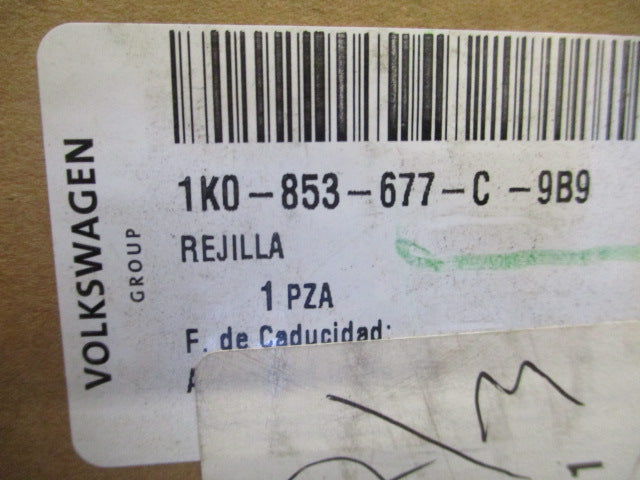 VOLKSWAGEN
GROUP
1K0-853-677-C -9B9
REJILLA
1 PZA
F. de Caducidad: